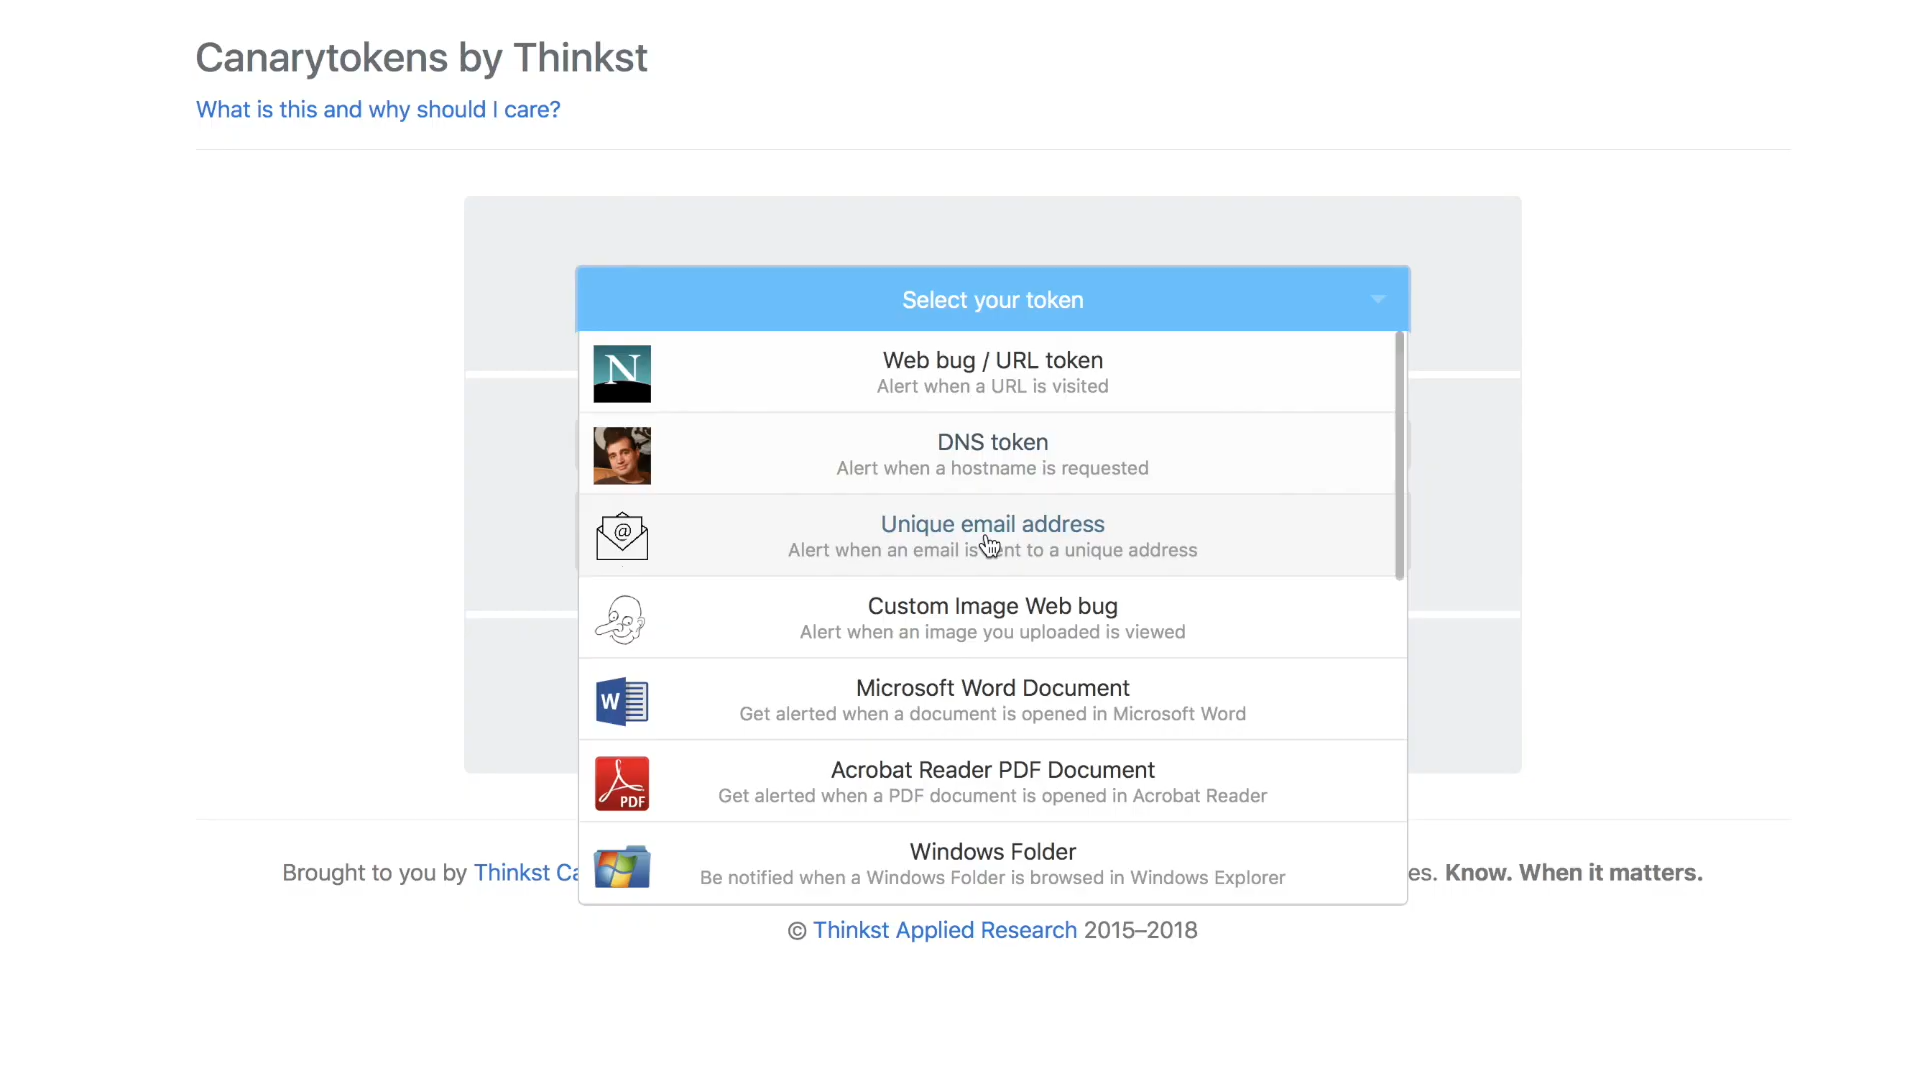 Canarytokens by Thinkst
What is this and why should I care?
Select your token
N
Web bug / URL token
Alert when a URL is visited
DNS token
Alert when a hostname is requested
@
Unique email address
Alert when an email is sent to a unique address
Custom Image Web bug
Alert when an image you uploaded is viewed
W
Microsoft Word Document
Get alerted when a document is opened in Microsoft Word
PDF
Acrobat Reader PDF Document
Get alerted when a PDF document is opened in Acrobat Reader
Windows Folder
Be notified when a Windows Folder is browsed in Windows Explorer
Brought to you by Thinkst Ca es. Know. When it matters.
© Thinkst Applied Research 2015–2018